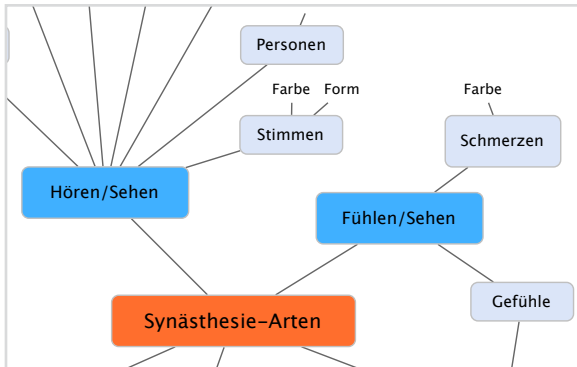 Personen
Farbe Form
Farbe
Stimmen
Schmerzen
Hören/Sehen
Fühlen/Sehen
Gefühle
Synästhesie-Arten